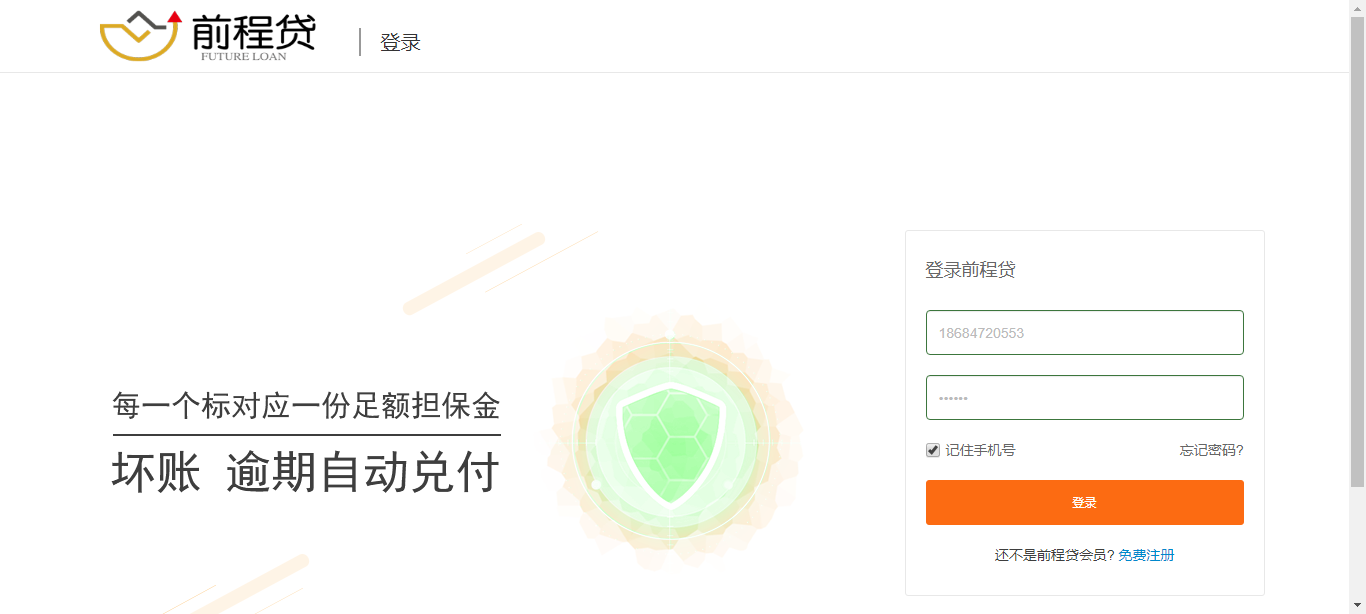 前程贷
FUTURE LOAN
登录
每一个标对应一份足额担保金
坏账 逾期自动兑付
登录前程贷
18684720553
••••••
记住手机号
忘记密码?
登录
还不是前程贷会员? 免费注册